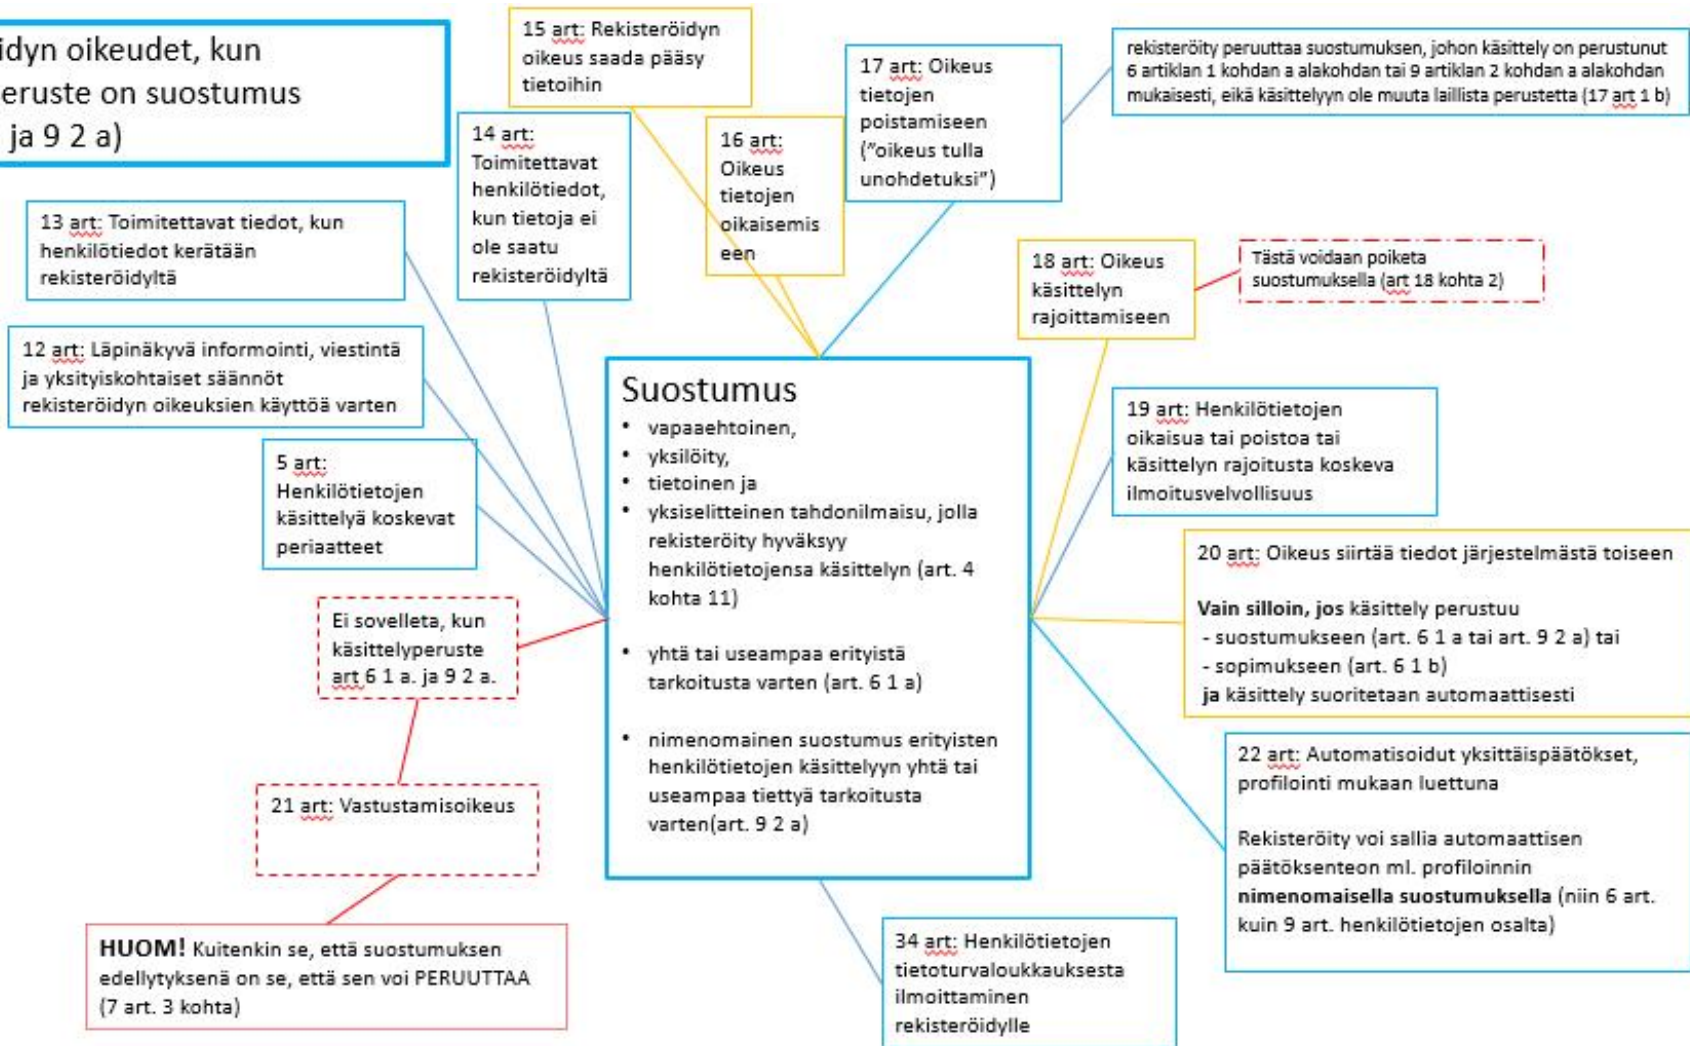 idyn oikeudet, kun
eruste on suostumus
ja 9 2 a)
15 art: Rekisteröidyn
oikeus saada pääsy
tietoihin
17 art: Oikeus
tietojen
poistamiseen
("oikeus tulla
unohdetuksi")
rekisteröity peruuttaa suostumuksen, johon käsittely on perustunut
6 artiklan 1 kohdan a alakohdan tai 9 artiklan 2 kohdan a alakohdan
mukaisesti, eikä käsittelyyn ole muuta laillista perustetta (17 art 1 b)
14 art:
Toimitettavat
henkilötiedot,
kun tietoja ei
ole saatu
rekisteröidyltä
16 art:
Oikeus
tietojen
oikaisemis
een
13 art: Toimitettavat tiedot, kun
henkilötiedot kerätään
rekisteröidyltä
18 art: Oikeus
käsittelyn
rajoittamiseen
Tästä voidaan poiketa
suostumuksella (art 18 kohta 2)
12 art: Läpinäkyvä informointi, viestintä
ja yksityiskohtaiset säännöt
rekisteröidyn oikeuksien käyttöä varten
5 art:
Henkilötietojen
käsittelyä koskevat
periaatteet
Suostumus
• vapaaehtoinen,
• yksilöity,
• tietoinen ja
• yksiselitteinen tahdonilmaisu, jolla
rekisteröity hyväksyy
henkilötietojensa käsittelyn (art. 4
kohta 11)
• yhtä tai useampaa erityistä
tarkoitusta varten (art. 6 1 a)
• nimenomainen suostumus erityisten
henkilötietojen käsittelyyn yhtä tai
useampaa tiettyä tarkoitusta
varten(art. 9 2 a)
19 art: Henkilötietojen
oikaisua tai poistoa tai
käsittelyn rajoitusta koskeva
ilmoitusvelvollisuus
20 art: Oikeus siirtää tiedot järjestelmästä toiseen
Vain silloin, jos käsittely perustuu
- suostumukseen (art. 6 1 a tai art. 9 2 a) tai
- sopimukseen (art. 6 1 b)
ja käsittely suoritetaan automaattisesti
Ei sovelleta, kun
käsittelyperuste
art 6 1 a. ja 9 2 a.
21 art: Vastustamisoikeus
22 art: Automatisoidut yksittäispäätökset,
profilointi mukaan luettuna
Rekisteröity voi sallia automaattisen
päätöksenteon ml. profiloinnin
nimenomaisella suostumuksella (niin 6 art.
kuin 9 art. henkilötietojen osalta)
HUOM! Kuitenkin se, että suostumuksen
edellytyksenä on se, että sen voi PERUUTTAA
(7 art. 3 kohta)
34 art: Henkilötietojen
tietoturvaloukkauksesta
ilmoittaminen
rekisteröidylle